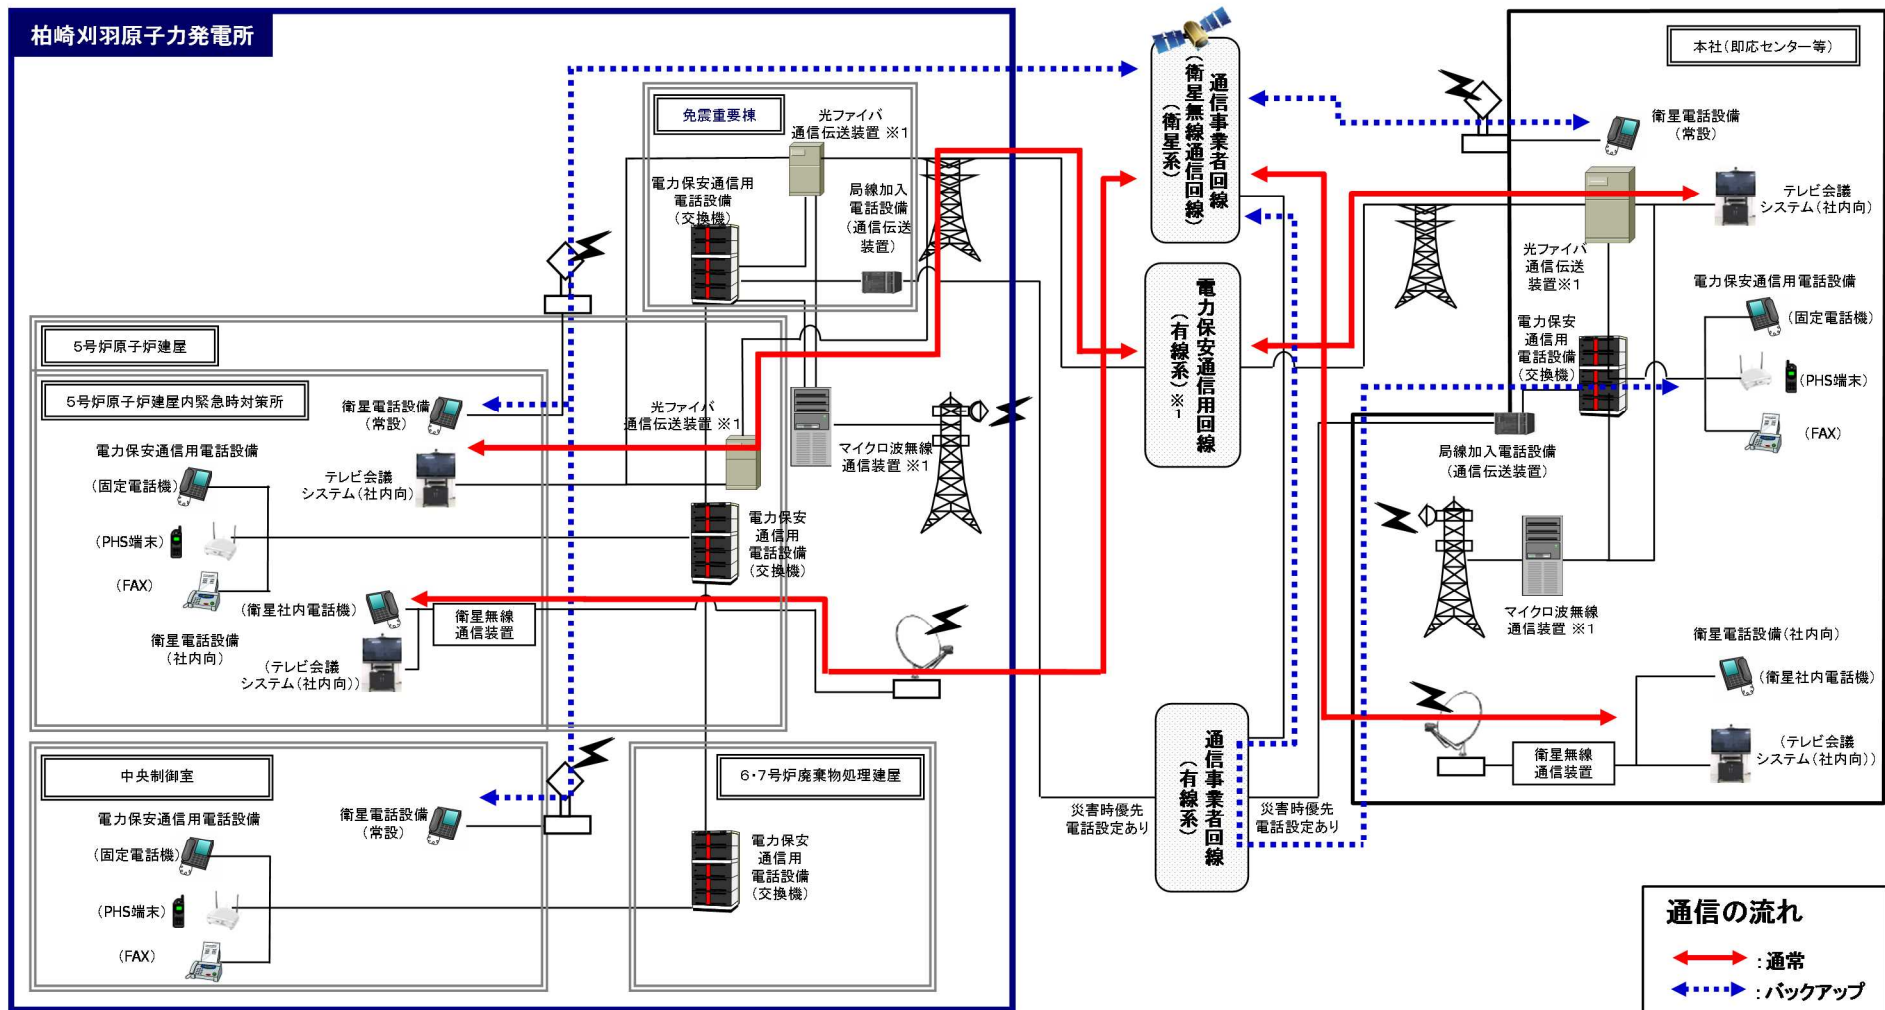 柏崎刈羽原子力発電所
免震重要棟
光ファイバ
通信伝送装置 ※1
電力保安通信用
電話設備
(交換機)
局線加入
電話設備
(通信伝送
装置)
5号炉原子炉建屋
5号炉原子炉建屋内緊急時対策所
衛星電話設備
(常設)
光ファイバ
通信伝送装置 ※1
マイクロ波無線
通信装置 ※1
電力保安通信用電話設備
(固定電話機)
(PHS端末)
(FAX)
テレビ会議
システム(社内向)
電力保安
通信用
電話設備
(交換機)
(衛星社内電話機)
衛星無線
通信装置
衛星電話設備
(社内向)
(テレビ会議
システム(社内向))
中央制御室
電力保安通信用電話設備
(固定電話機)
(PHS端末)
(FAX)
衛星電話設備
(常設)
6・7号炉廃棄物処理建屋
電力保安
通信用
電話設備
(交換機)
通信事業者回線
(衛星無線通信回線)
(衛星系)
電力保安通信用回線
(有線系)※1
通信事業者回線
(有線系)
災害時優先
電話設定あり
災害時優先
電話設定あり
本社(即応センター等)
衛星電話設備
(常設)
テレビ会議
システム(社内向)
光ファイバ
通信伝送
装置※1
電力保安通信用電話設備
(固定電話機)
(PHS端末)
(FAX)
電力保安
通信用
電話設備
(交換機)
局線加入電話設備
(通信伝送装置)
マイクロ波無線
通信装置 ※1
衛星電話設備(社内向)
(衛星社内電話機)
(テレビ会議
システム(社内向))
衛星無線
通信装置
通信の流れ
:通常
:バックアップ